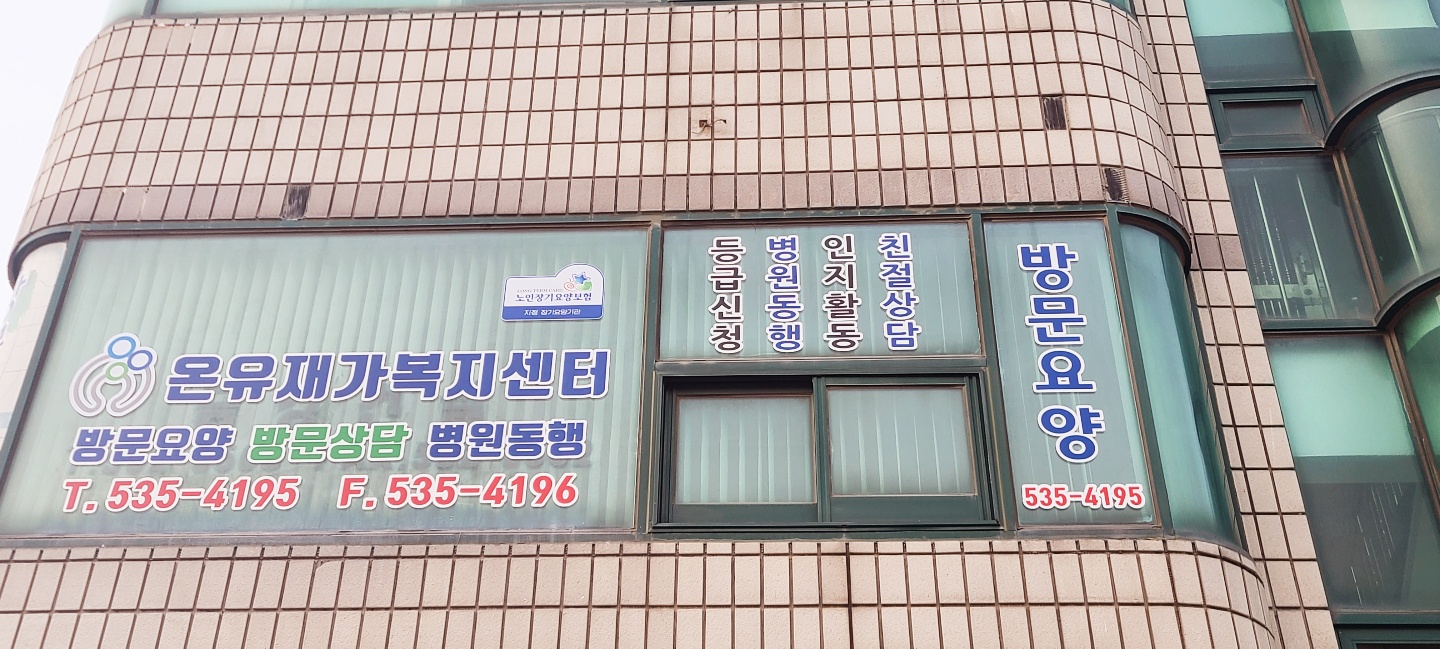 LONG TERM CARE
노인장기요양보험
지정 장기요양기관
온유재가복지센터
방문요양 방문상담 병원동행
T. 535-4195 F. 535-4196
등급신청
병원동행
인지활동
친절상담
방문요양
535-4195